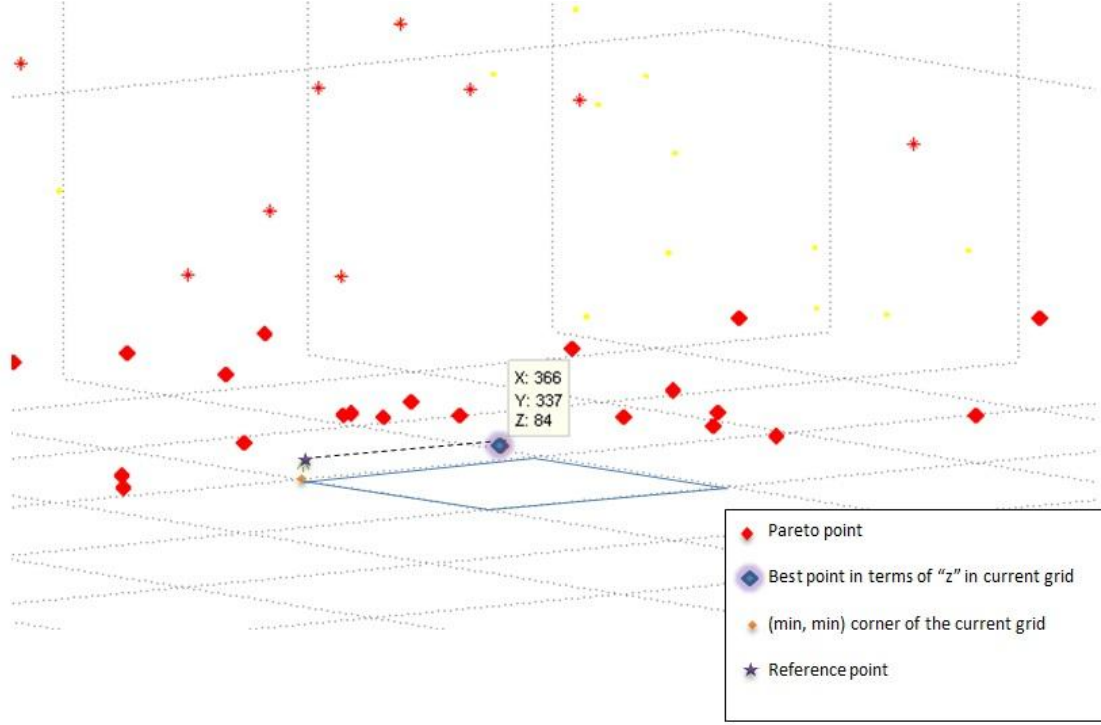 X: 366
Y: 337
Z: 84
Pareto point
Best point in terms of “z” in current grid
(min, min) corner of the current grid
Reference point